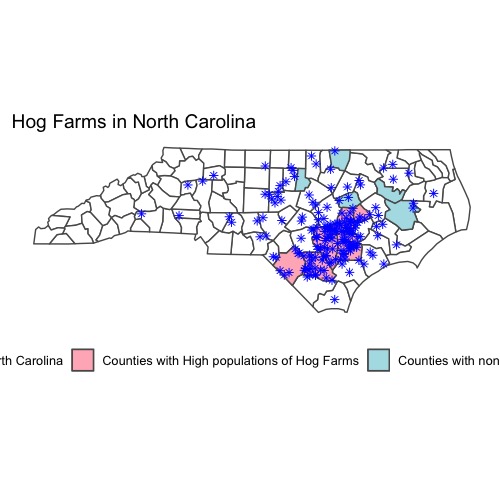 Hog Farms in North Carolina
rth Carolina Counties with High populations of Hog Farms Counties with non